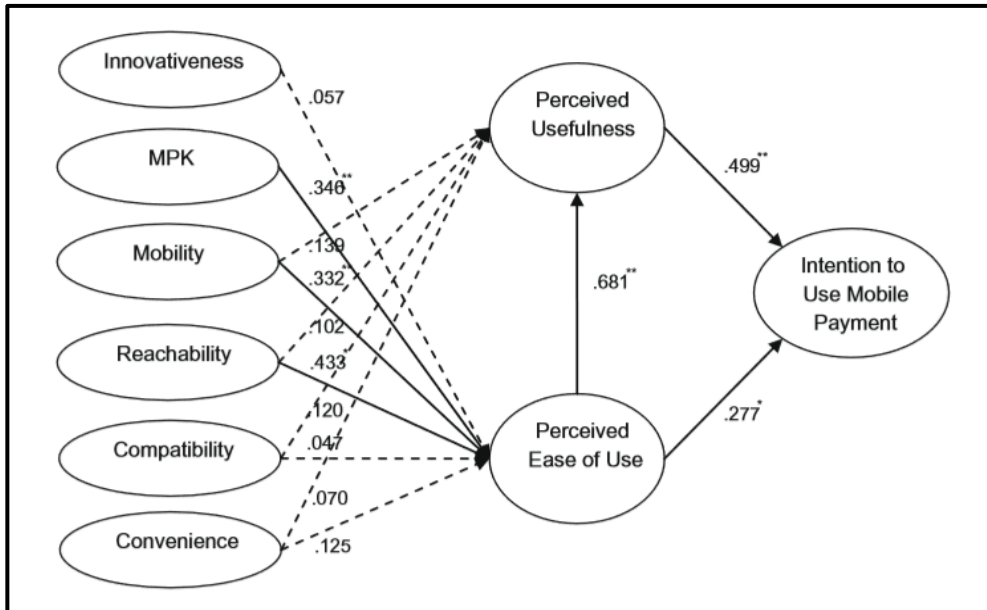 Innovativeness
MPK
Mobility
Reachability
Compatibility
Convenience
.057
.346**
.139
.332*
.102
.433*
.120
.047
.070
.125
Perceived
Usefulness
.681**
Perceived
Ease of Use
.499**
.277*
Intention to
Use Mobile
Payment